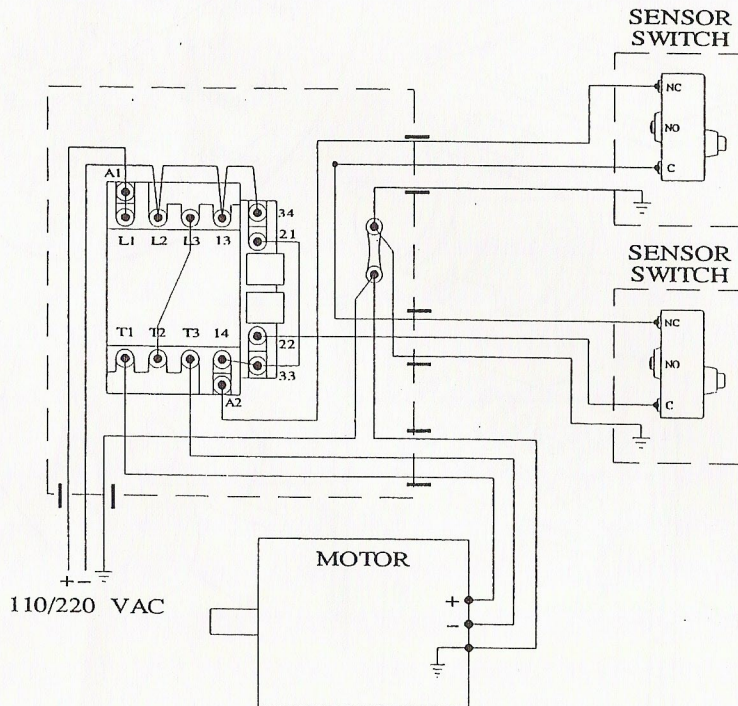 SENSOR
SWITCH
NC
NO
C
A1
34
L1 L2 L3 13
21
SENSOR
SWITCH
T1 T2 T3 14
22
NC
NO
C
33
A2
MOTOR
+ -
110/220 VAC
+
-